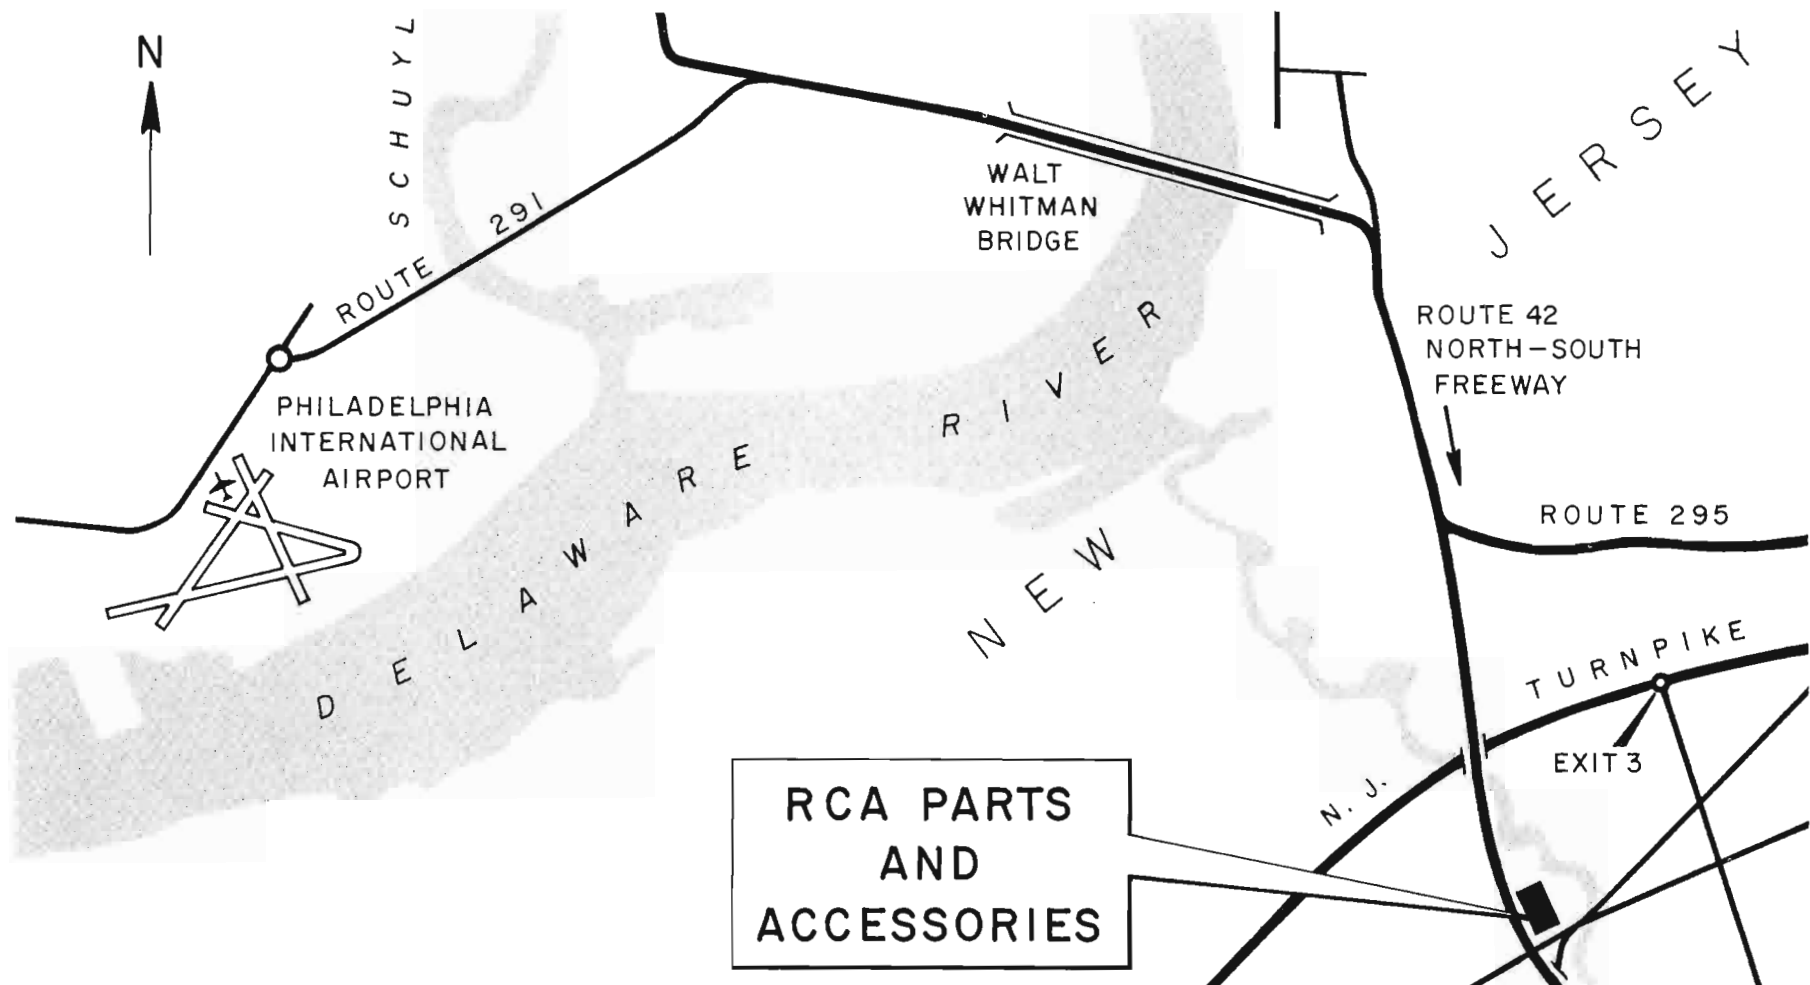 N
SCHUYL
JERSEY
WALT
WHITMAN
BRIDGE
ROUTE 291
ROUTE 42
NORTH-SOUTH
FREEWAY
PHILADELPHIA
INTERNATIONAL
AIRPORT
DELAWARE RIVER
ROUTE 295
NEW
N. J. TURNPIKE
EXIT 3
RCA PARTS
AND
ACCESSORIES